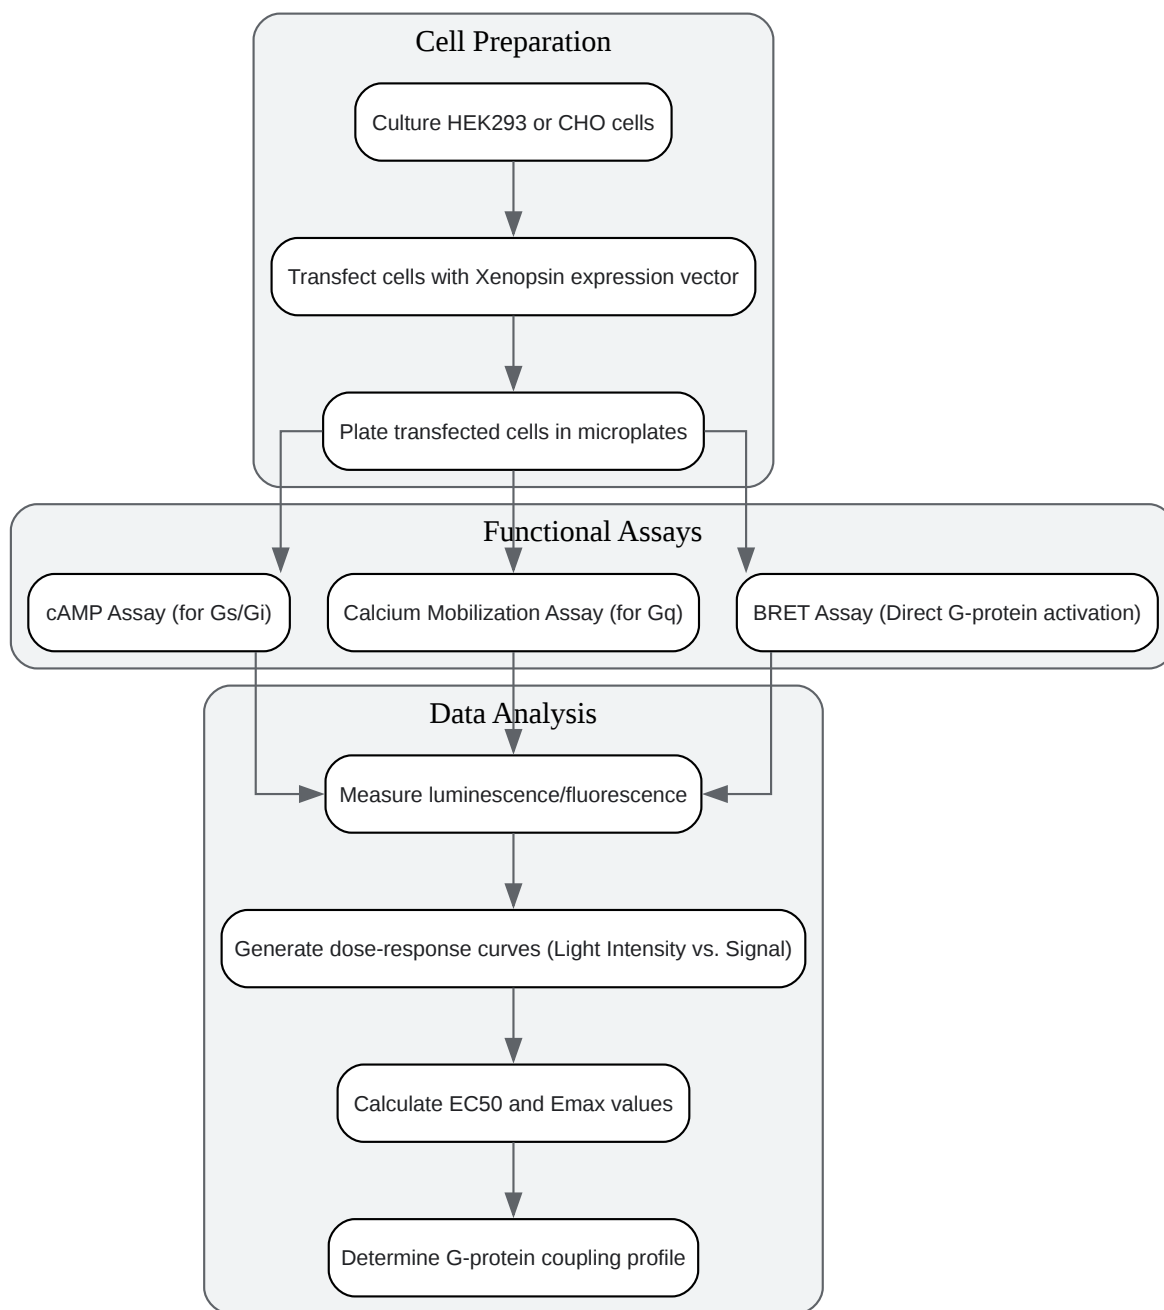 Cell Preparation
Culture HEK293 or CHO cells
Transfect cells with Xenopsin expression vector
Plate transfected cells in microplates
Functional Assays
cAMP Assay (for Gs/Gi)
Calcium Mobilization Assay (for Gq)
BRET Assay (Direct G-protein activation)
Data Analysis
Measure luminescence/fluorescence
Generate dose-response curves (Light Intensity vs. Signal)
Calculate EC50 and Emax values
Determine G-protein coupling profile